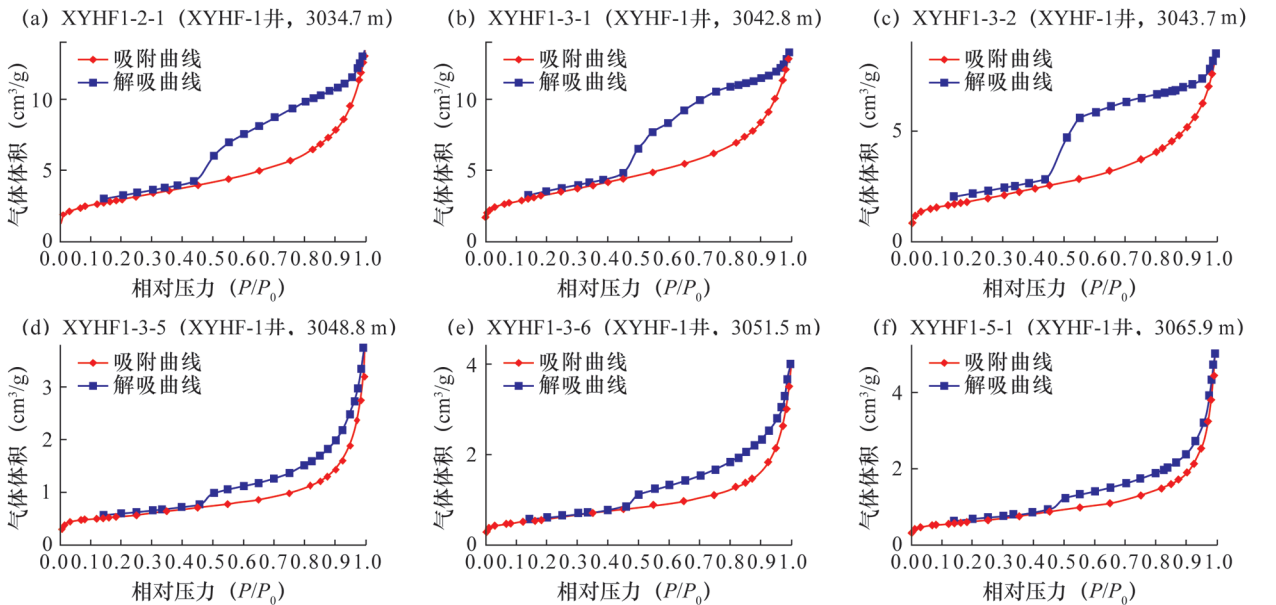 (a) XYHF1-2-1 (XYHF-1井，3034.7 m)
吸附曲线
解吸曲线
气体体积 (cm³/g)
10
5
0
0.0 0.1 0.2 0.3 0.4 0.5 0.6 0.7 0.8 0.9 1.0
相对压力 (P/P₀)
(b) XYHF1-3-1 (XYHF-1井，3042.8 m)
吸附曲线
解吸曲线
气体体积 (cm³/g)
10
5
0
0.0 0.1 0.2 0.3 0.4 0.5 0.6 0.7 0.8 0.9 1.0
相对压力 (P/P₀)
(c) XYHF1-3-2 (XYHF-1井，3043.7 m)
吸附曲线
解吸曲线
气体体积 (cm³/g)
5
0
0.0 0.1 0.2 0.3 0.4 0.5 0.6 0.7 0.8 0.9 1.0
相对压力 (P/P₀)
(d) XYHF1-3-5 (XYHF-1井，3048.8 m)
吸附曲线
解吸曲线
气体体积 (cm³/g)
3
2
1
0
0.0 0.1 0.2 0.3 0.4 0.5 0.6 0.7 0.8 0.9 1.0
相对压力 (P/P₀)
(e) XYHF1-3-6 (XYHF-1井，3051.5 m)
吸附曲线
解吸曲线
气体体积 (cm³/g)
4
2
0
0.0 0.1 0.2 0.3 0.4 0.5 0.6 0.7 0.8 0.9 1.0
相对压力 (P/P₀)
(f) XYHF1-5-1 (XYHF-1井，3065.9 m)
吸附曲线
解吸曲线
气体体积 (cm³/g)
4
2
0
0.0 0.1 0.2 0.3 0.4 0.5 0.6 0.7 0.8 0.9 1.0
相对压力 (P/P₀)